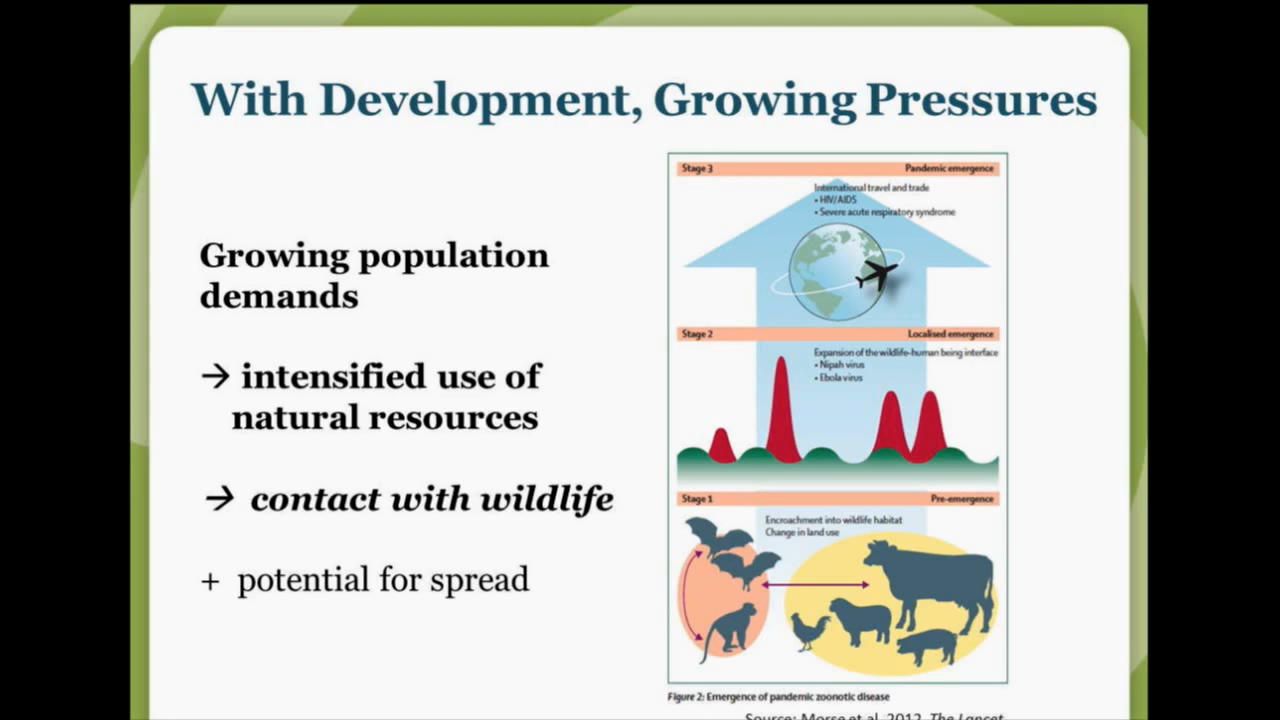 With Development, Growing Pressures
Growing population
demands
→ intensified use of
natural resources
→ contact with wildlife
+ potential for spread
Stage 3 Pandemic emergence
International travel and trade
• HIV/AIDS
• Severe acute respiratory syndrome
Stage 2 Localised emergence
Expansion of the wildlife-human being interface
• Nipah virus
• Ebola virus
Stage 1 Pre-emergence
Encroachment into wildlife habitat
Change in land use
Figure 2: Emergence of pandemic zoonotic disease
Source: Morse et al. 2012. The Lancet